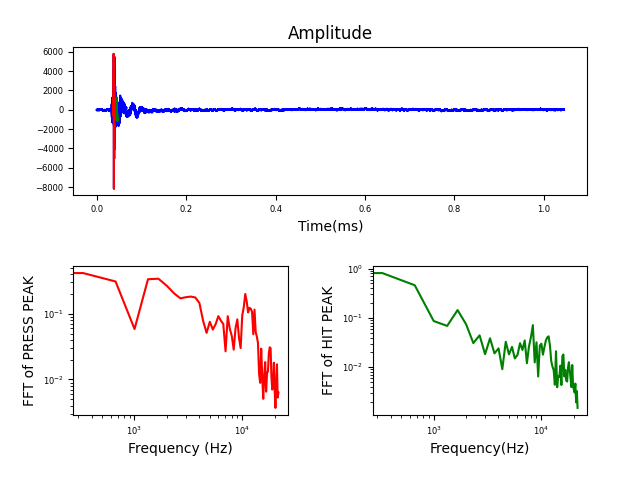 Amplitude
6000
4000
2000
0
−2000
−4000
−6000
−8000
0.0 0.2 0.4 0.6 0.8 1.0
Time(ms)
FFT of PRESS PEAK
10⁻¹
10⁻²
10³ 10⁴
Frequency (Hz)
FFT of HIT PEAK
10⁰
10⁻¹
10⁻²
10³ 10⁴
Frequency(Hz)